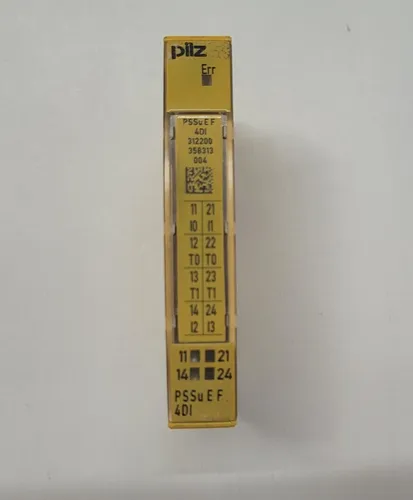 pilz
Err
PSSu E F
4DI
312200
358313
004
11 21
I0 I1
12 22
T0 T0
13 23
T1 T1
14 24
I2 I3
11 21
14 24
PSSu E F
4DI